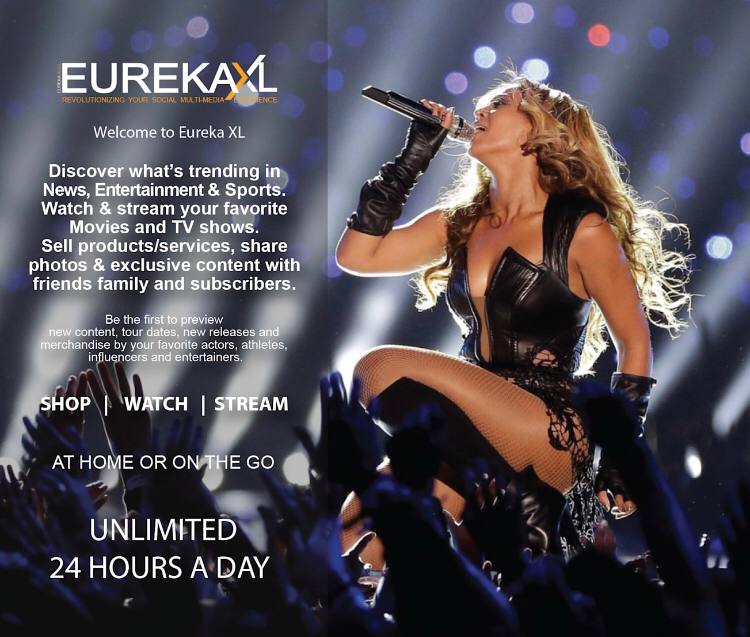 EUREKAXL
REVOLUTIONIZING YOUR SOCIAL MULTI-MEDIA EXPERIENCE
Welcome to Eureka XL
Discover what's trending in
News, Entertainment & Sports.
Watch & stream your favorite
Movies and TV shows.
Sell products/services, share
photos & exclusive content with
friends family and subscribers.
Be the first to preview
new content, tour dates, new releases and
merchandise by your favorite actors, athletes,
influencers and entertainers.
SHOP | WATCH | STREAM
AT HOME OR ON THE GO
UNLIMITED
24 HOURS A DAY